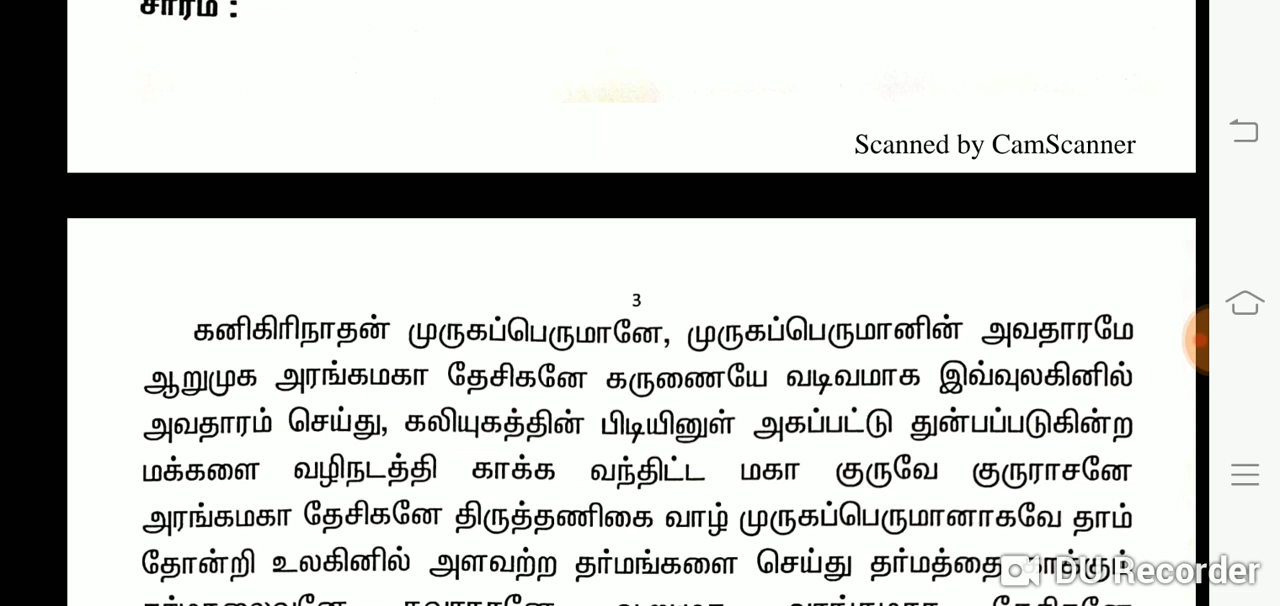 சாரம் :
Scanned by CamScanner
3
கனிகிரிநாதன் முருகப்பெருமானே, முருகப்பெருமானின் அவதாரமே
ஆறுமுக அரங்கமகா தேசிகனே கருணையே வடிவமாக இவ்வுலகினில்
அவதாரம் செய்து, கலியுகத்தின் பிடியினுள் அகப்பட்டு துன்பப்படுகின்ற
மக்களை வழிநடத்தி காக்க வந்திட்ட மகா குருவே குருராசனே
அரங்கமகா தேசிகனே திருத்தணிகை வாழ் முருகப்பெருமானாகவே தாம்
தோன்றி உலகினில் அளவற்ற தர்மங்களை செய்து தர்மத்தை
DU Recorder